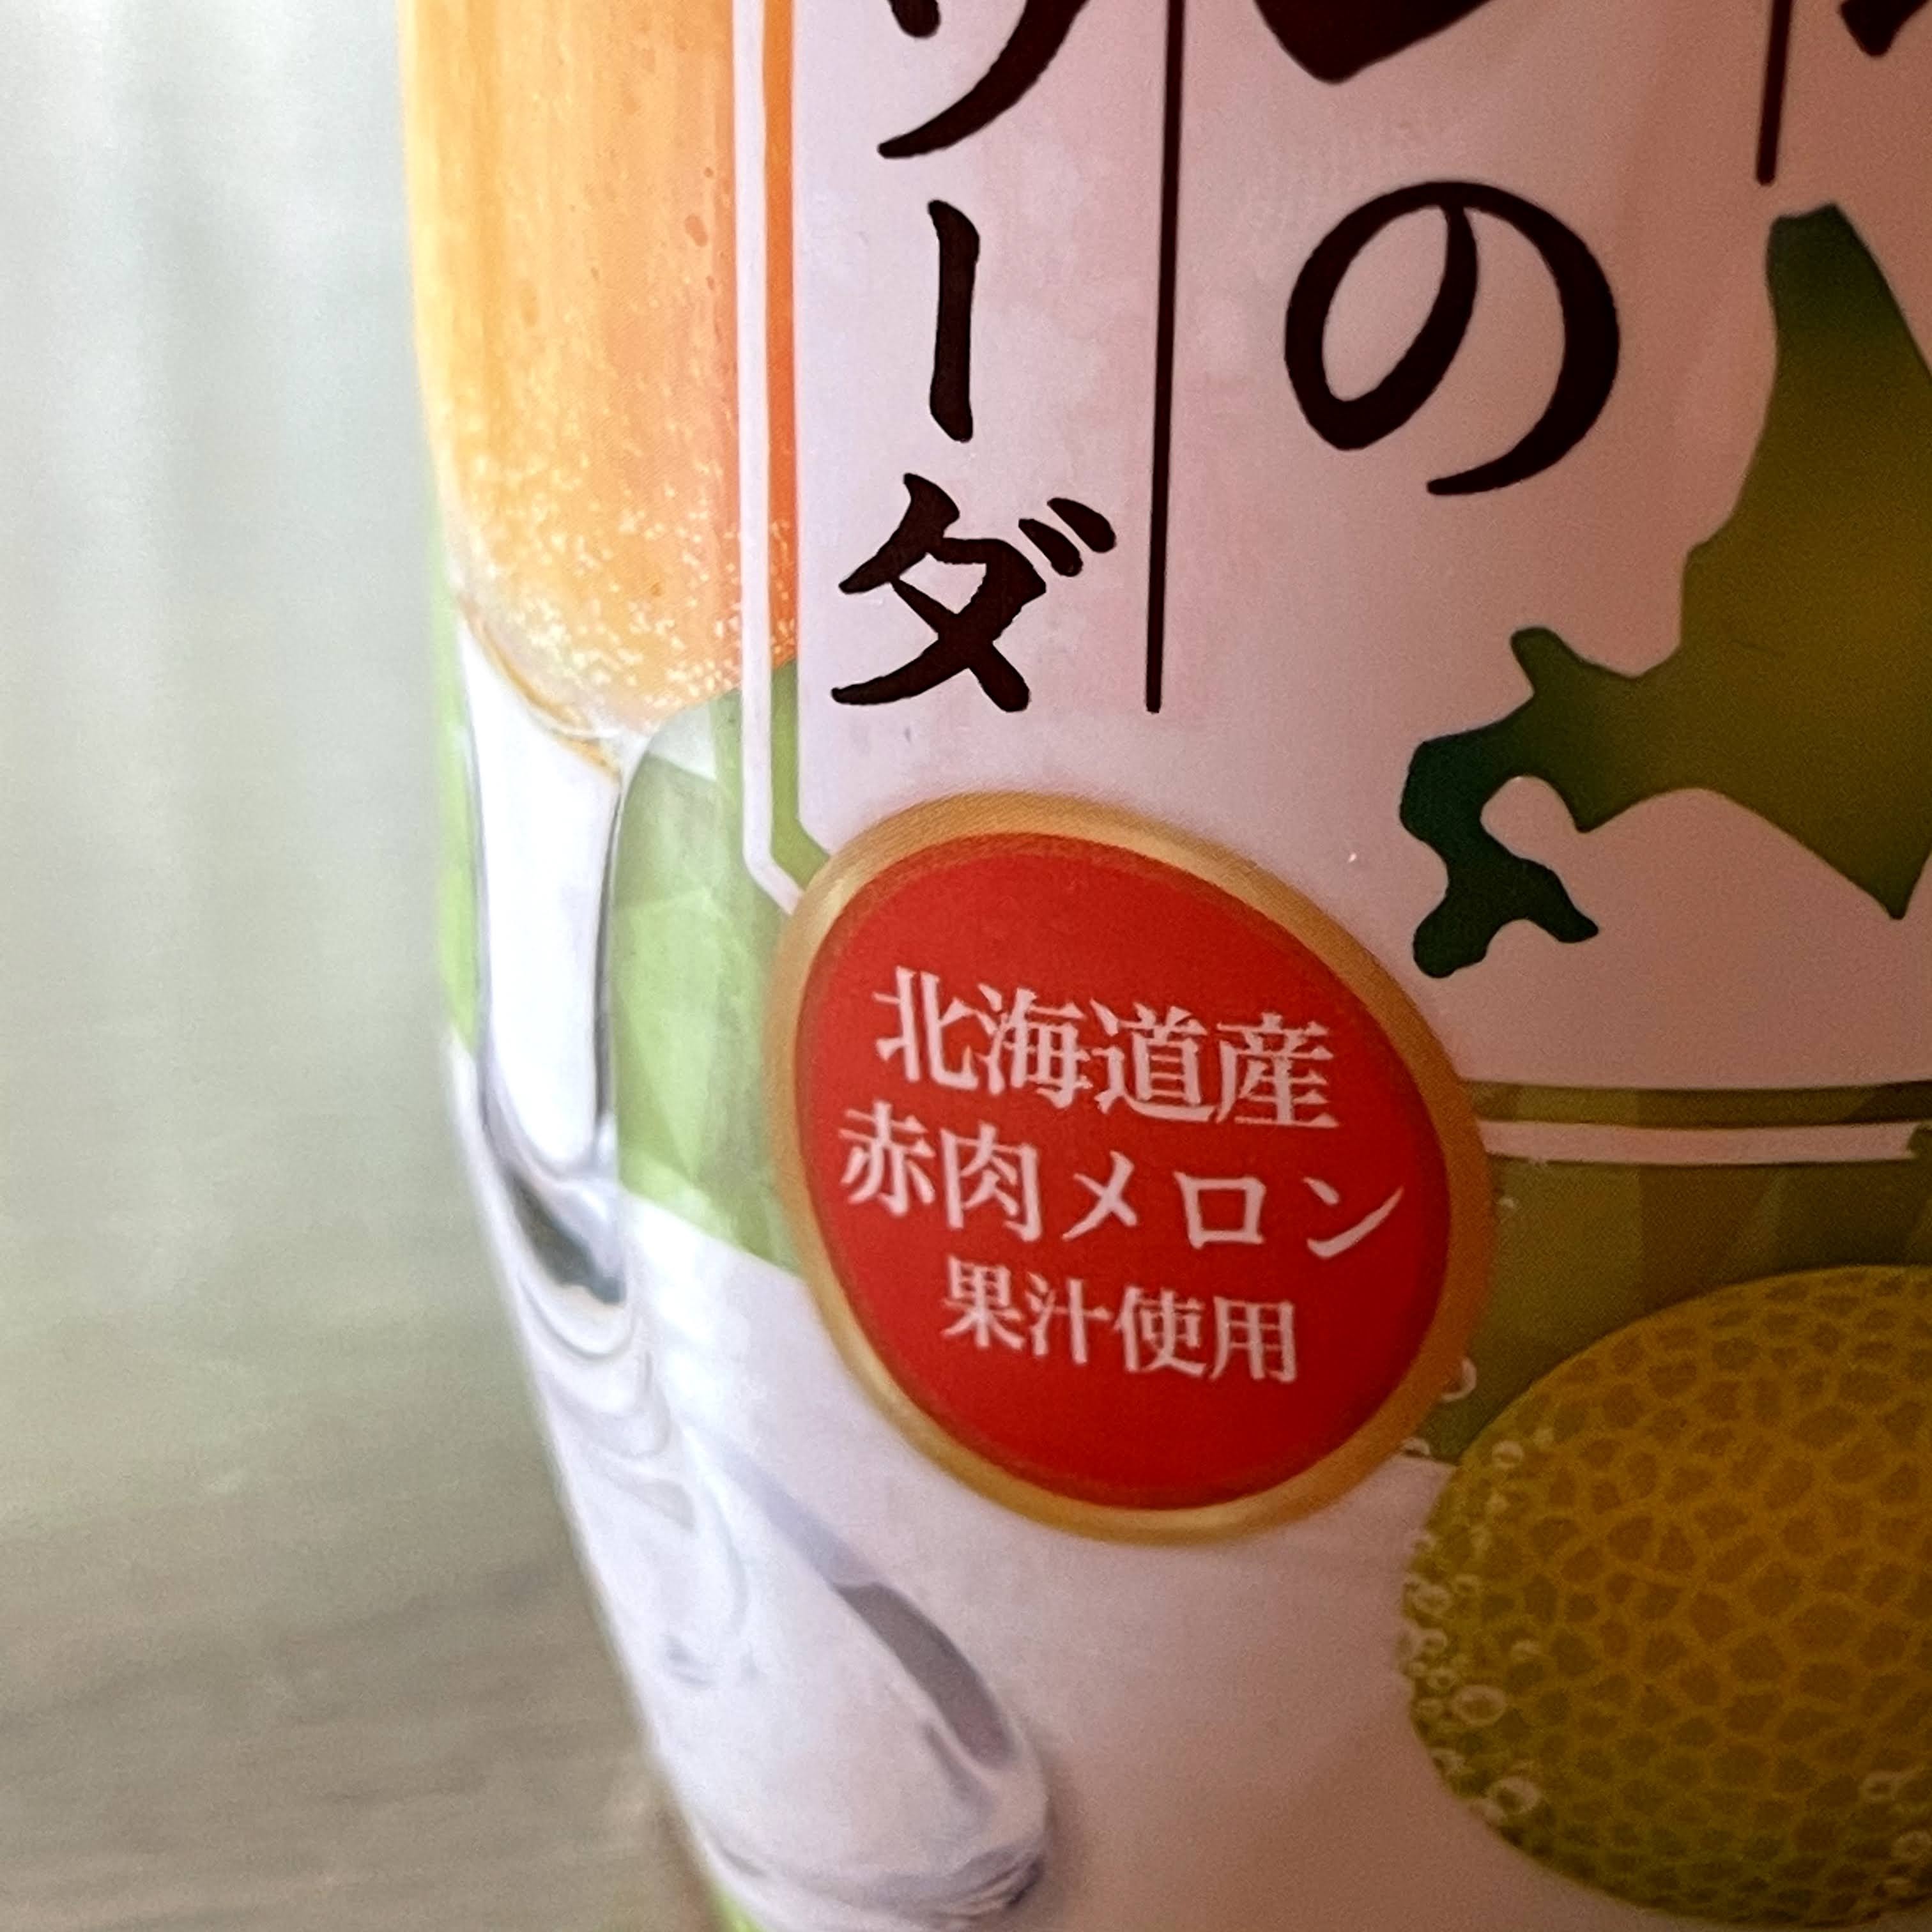 の
ソーダ
北海道産
赤肉メロン
果汁使用